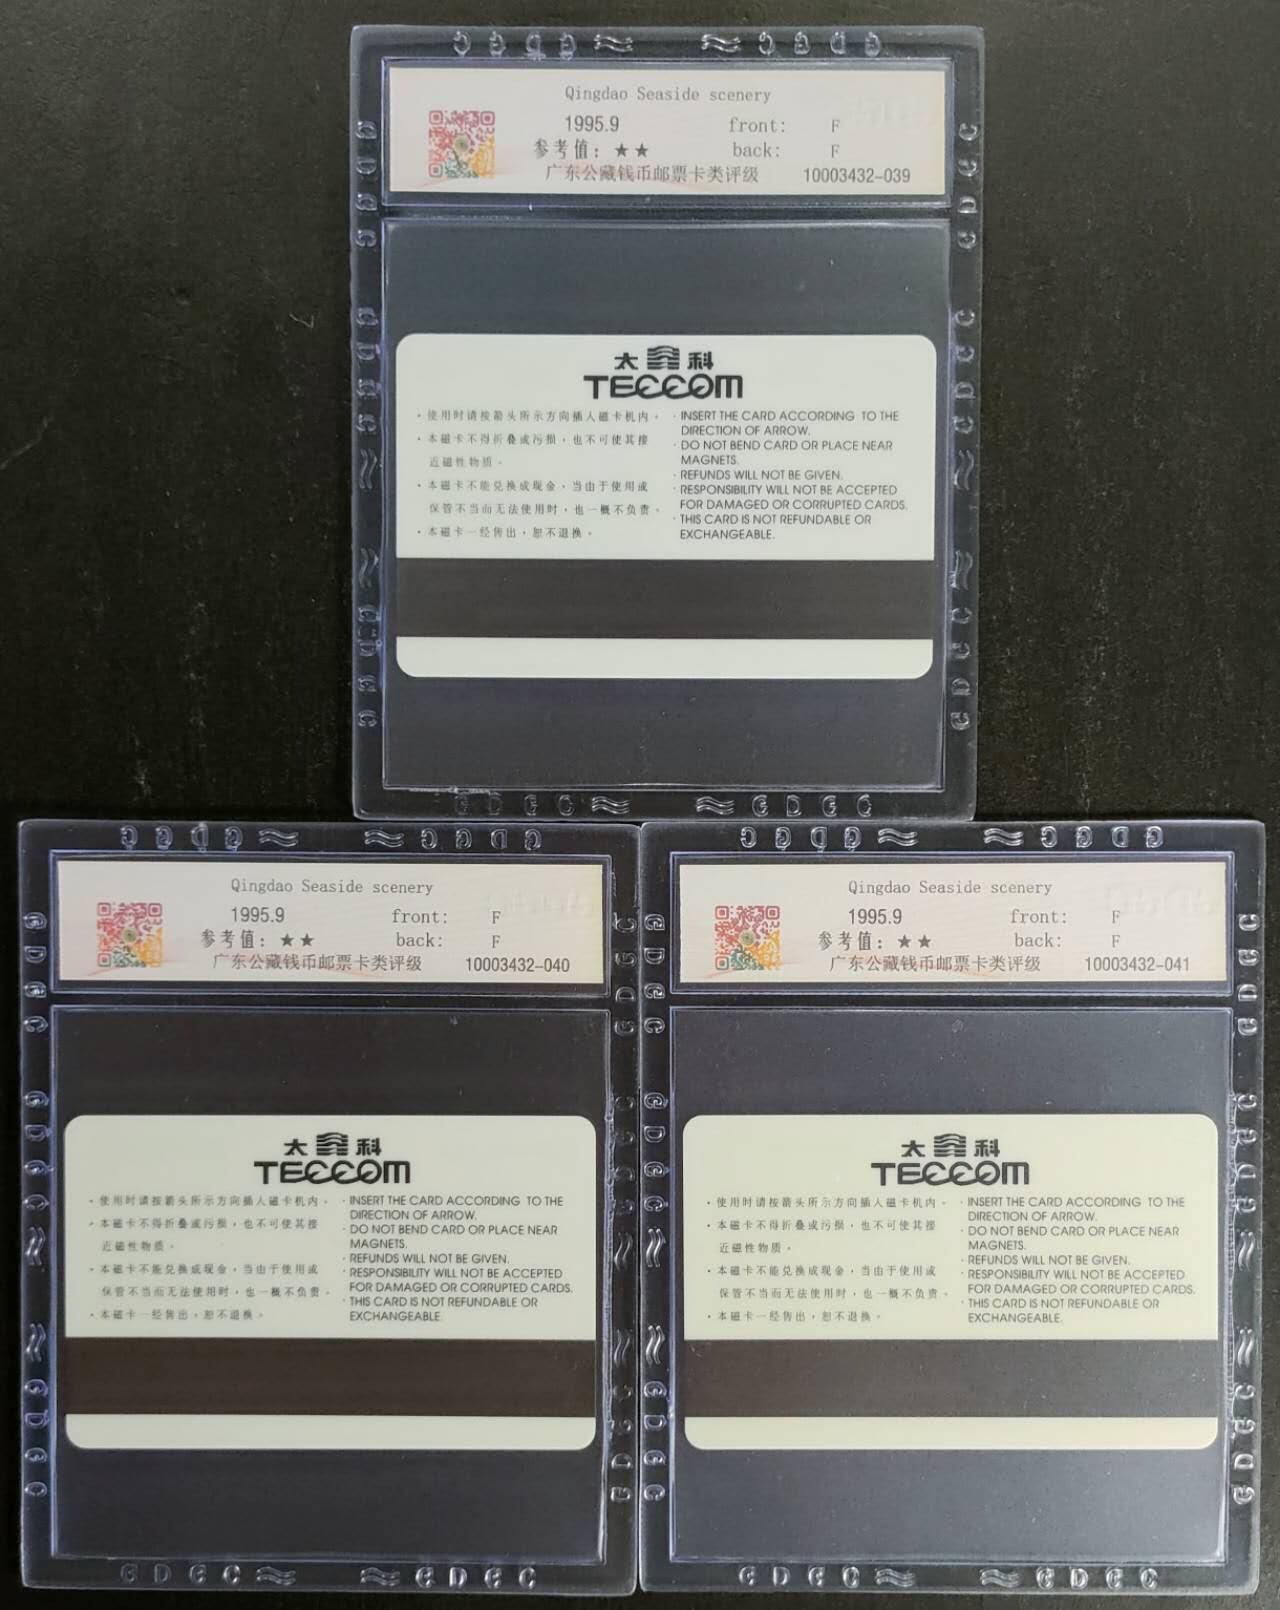 Qingdao Seaside scenery
1995.9 front: F
参考值：★★ back: F
广东公藏钱币邮票卡类评级 10003432-039
太科
TECCOM
· 使用时请按箭头所示方向插入磁卡机内。
· 本磁卡不得折叠或污损，也不可使其接
近磁性物质。
· 本磁卡不能兑换成现金，当由于使用或
保管不当而无法使用时，也一概不负责。
· 本磁卡一经售出，恕不退换。
· INSERT THE CARD ACCORDING TO THE
DIRECTION OF ARROW.
· DO NOT BEND CARD OR PLACE NEAR
MAGNETS.
· REFUNDS WILL NOT BE GIVEN.
· RESPONSIBILITY WILL NOT BE ACCEPTED
FOR DAMAGED OR CORRUPTED CARDS.
· THIS CARD IS NOT REFUNDABLE OR
EXCHANGEABLE.
Qingdao Seaside scenery
1995.9 front: F
参考值：★★ back: F
广东公藏钱币邮票卡类评级 10003432-040
太科
TECCOM
· 使用时请按箭头所示方向插入磁卡机内。
· 本磁卡不得折叠或污损，也不可使其接
近磁性物质。
· 本磁卡不能兑换成现金，当由于使用或
保管不当而无法使用时，也一概不负责。
· 本磁卡一经售出，恕不退换。
· INSERT THE CARD ACCORDING TO THE
DIRECTION OF ARROW.
· DO NOT BEND CARD OR PLACE NEAR
MAGNETS.
· REFUNDS WILL NOT BE GIVEN.
· RESPONSIBILITY WILL NOT BE ACCEPTED
FOR DAMAGED OR CORRUPTED CARDS.
· THIS CARD IS NOT REFUNDABLE OR
EXCHANGEABLE.
Qingdao Seaside scenery
1995.9 front: F
参考值：★★ back: F
广东公藏钱币邮票卡类评级 10003432-041
太科
TECCOM
· 使用时请按箭头所示方向插入磁卡机内。
· 本磁卡不得折叠或污损，也不可使其接
近磁性物质。
· 本磁卡不能兑换成现金，当由于使用或
保管不当而无法使用时，也一概不负责。
· 本磁卡一经售出，恕不退换。
· INSERT THE CARD ACCORDING TO THE
DIRECTION OF ARROW.
· DO NOT BEND CARD OR PLACE NEAR
MAGNETS.
· REFUNDS WILL NOT BE GIVEN.
· RESPONSIBILITY WILL NOT BE ACCEPTED
FOR DAMAGED OR CORRUPTED CARDS.
· THIS CARD IS NOT REFUNDABLE OR
EXCHANGEABLE.